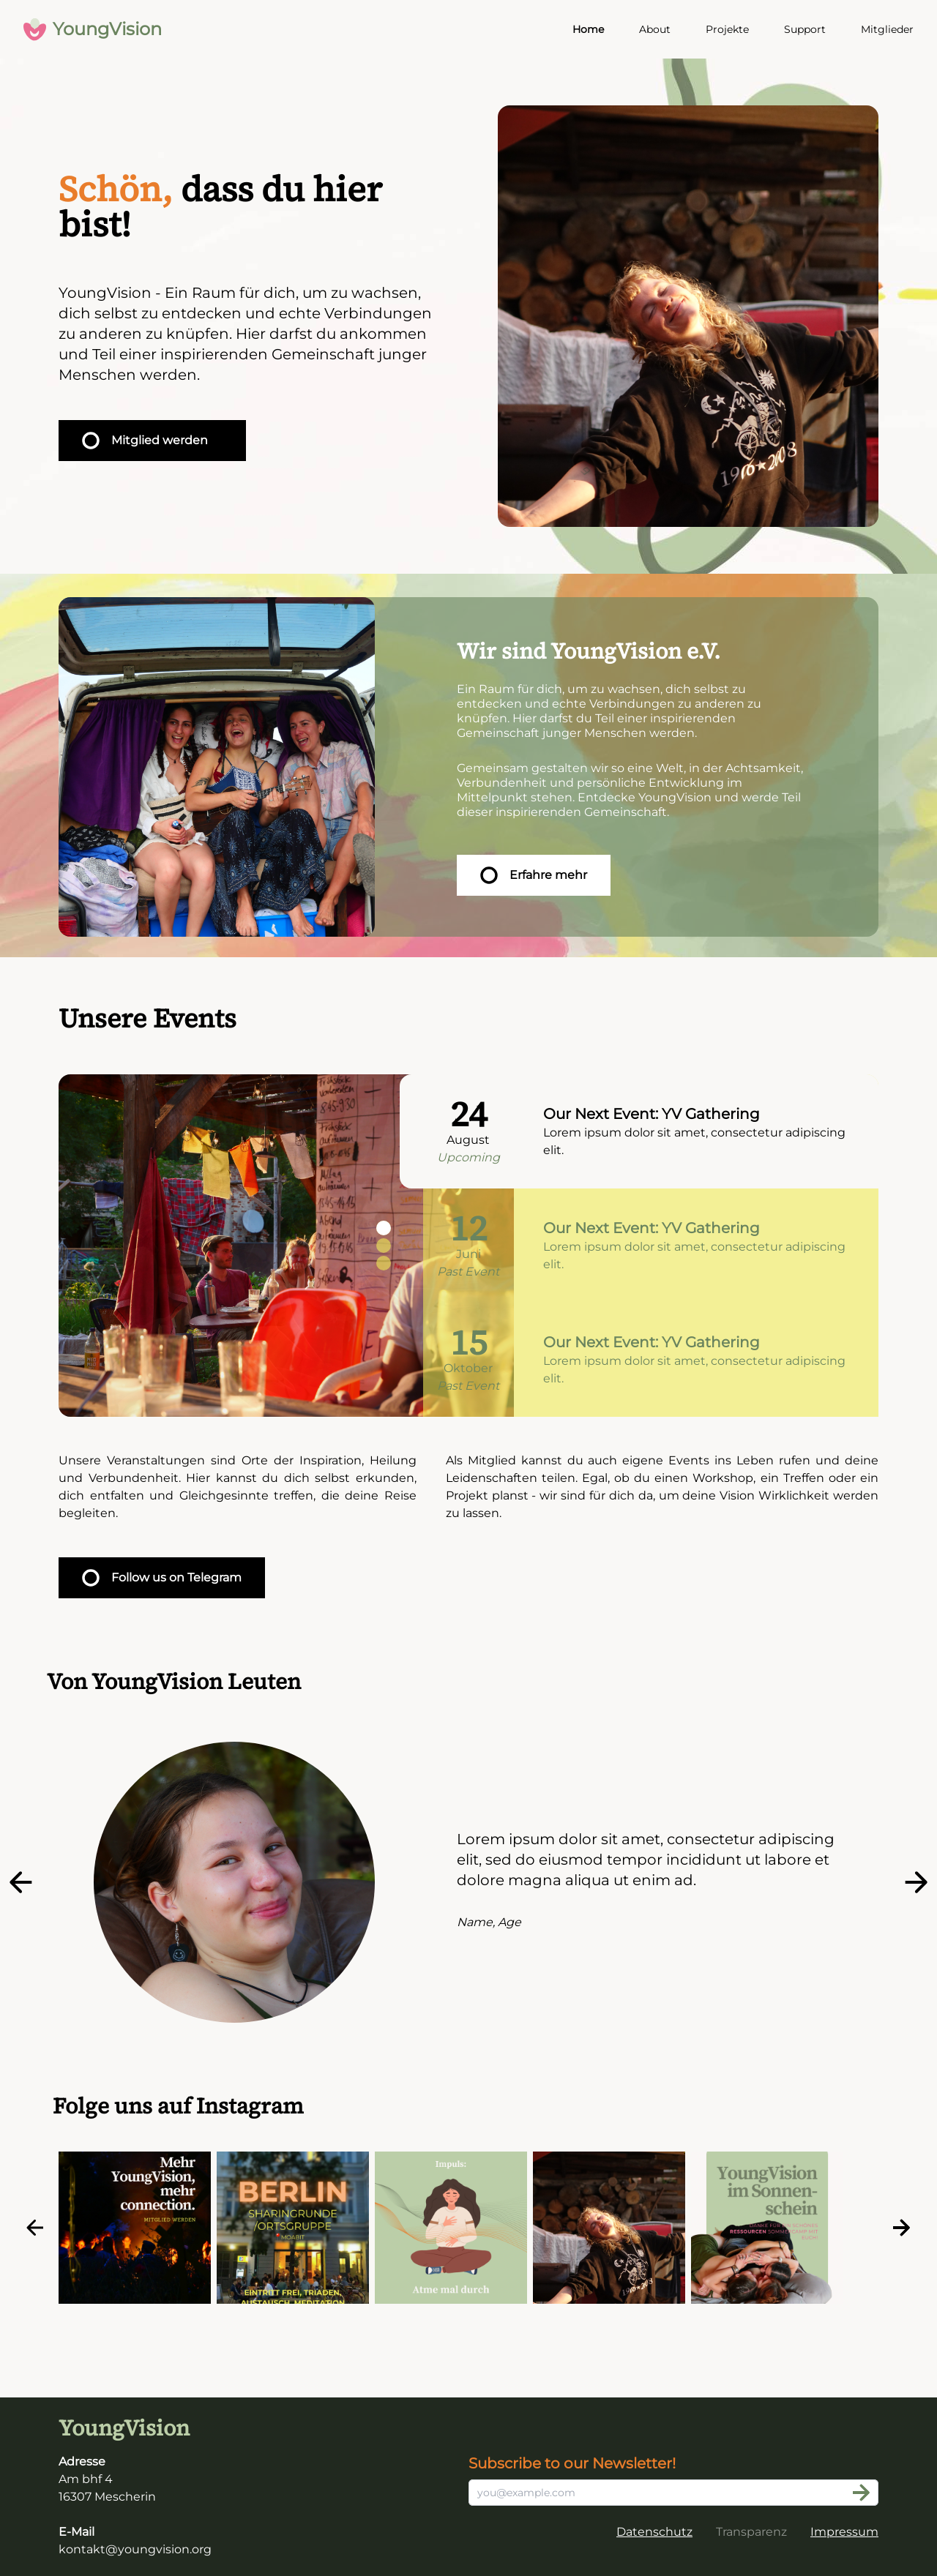 YoungVision
Home About Projekte Support Mitglieder
Schön, dass du hier
bist!
YoungVision - Ein Raum für dich, um zu wachsen,
dich selbst zu entdecken und echte Verbindungen
zu anderen zu knüpfen. Hier darfst du ankommen
und Teil einer inspirierenden Gemeinschaft junger
Menschen werden.
Mitglied werden
Wir sind YoungVision e.V.
Ein Raum für dich, um zu wachsen, dich selbst zu
entdecken und echte Verbindungen zu anderen zu
knüpfen. Hier darfst du Teil einer inspirierenden
Gemeinschaft junger Menschen werden.
Gemeinsam gestalten wir so eine Welt, in der Achtsamkeit,
Verbundenheit und persönliche Entwicklung im
Mittelpunkt stehen. Entdecke YoungVision und werde Teil
dieser inspirierenden Gemeinschaft.
Erfahre mehr
Unsere Events
24
August
Upcoming
Our Next Event: YV Gathering
Lorem ipsum dolor sit amet, consectetur adipiscing
elit.
12
Juni
Past Event
Our Next Event: YV Gathering
Lorem ipsum dolor sit amet, consectetur adipiscing
elit.
15
Oktober
Past Event
Our Next Event: YV Gathering
Lorem ipsum dolor sit amet, consectetur adipiscing
elit.
Unsere Veranstaltungen sind Orte der Inspiration, Heilung
und Verbundenheit. Hier kannst du dich selbst erkunden,
dich entfalten und Gleichgesinnte treffen, die deine Reise
begleiten.
Als Mitglied kannst du auch eigene Events ins Leben rufen und deine
Leidenschaften teilen. Egal, ob du einen Workshop, ein Treffen oder ein
Projekt planst - wir sind für dich da, um deine Vision Wirklichkeit werden
zu lassen.
Follow us on Telegram
Von YoungVision Leuten
Lorem ipsum dolor sit amet, consectetur adipiscing
elit, sed do eiusmod tempor incididunt ut labore et
dolore magna aliqua ut enim ad.
Name, Age
Folge uns auf Instagram
Mehr
YoungVision,
mehr
connection.
MITGLIED WERDEN
BERLIN
SHARINGRUNDE
/ORTSGRUPPE
MOABIT
EINTRITT FREI, TRIADEN,
AUSTAUSCH, MEDITATION
Impuls:
Atme mal durch
YoungVision
im Sonnen-
schein
RESSOURCEN
Adresse
YoungVision
Am bhf 4
16307 Mescherin
E-Mail
kontakt@youngvision.org
Subscribe to our Newsletter!
you@example.com
Datenschutz Transparenz Impressum